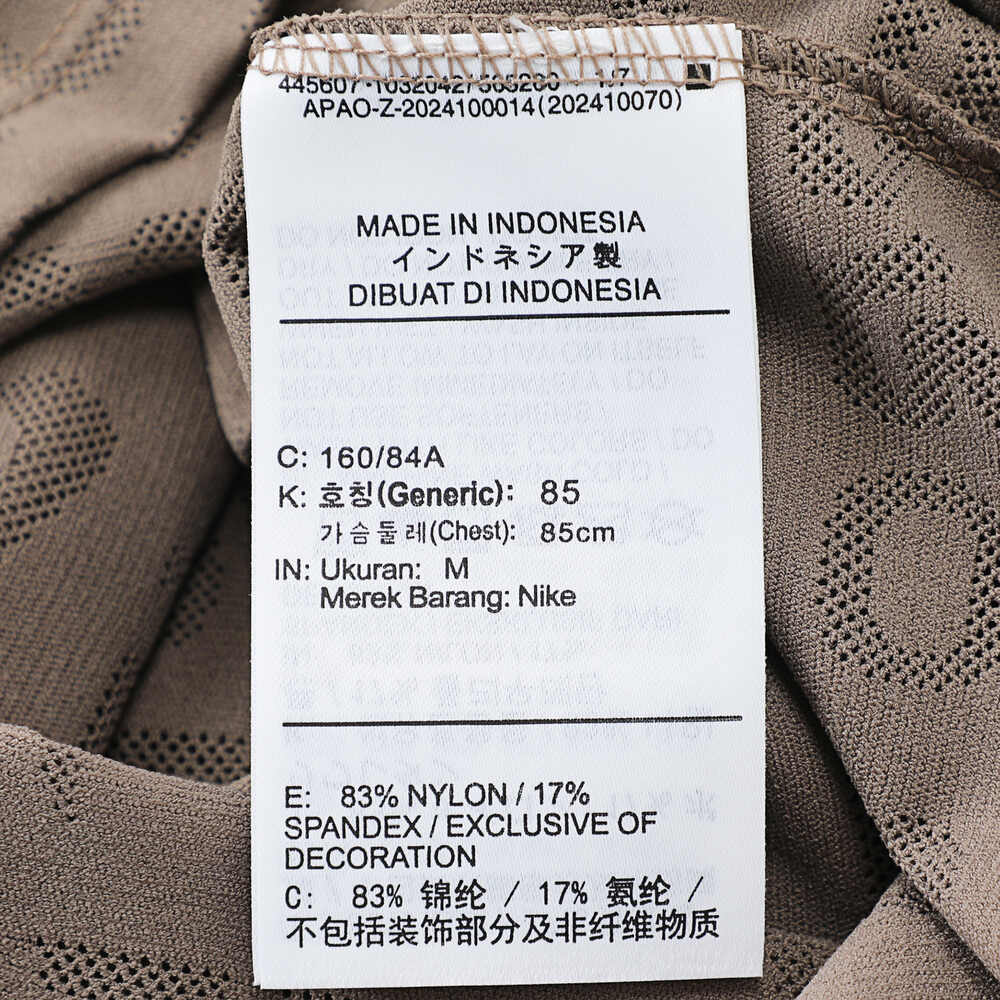 APAO-Z-2024100014(202410070)
MADE IN INDONESIA
インドネシア製
DIBUAT DI INDONESIA
C: 160/84A
K: 호칭(Generic): 85
가슴둘레(Chest): 85cm
IN: Ukuran: M
Merek Barang: Nike
E: 83% NYLON / 17%
SPANDEX / EXCLUSIVE OF
DECORATION
C: 83% 锦纶 / 17% 氨纶 /
不包括装饰部分及非纤维物质